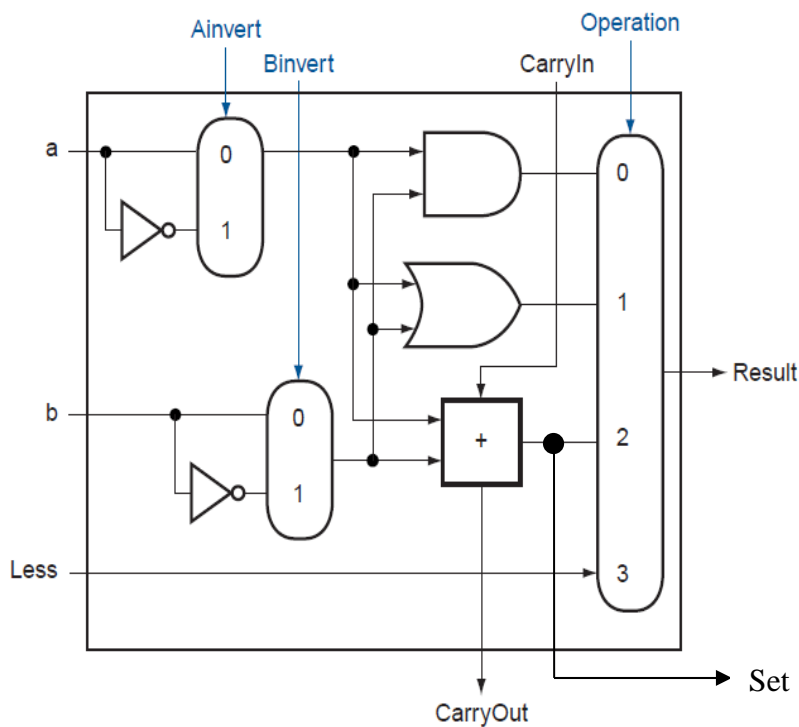 Ainvert
Operation
Binvert
CarryIn
a
0
0
1
1
Result
b
0
+
2
1
Less
3
Set
CarryOut